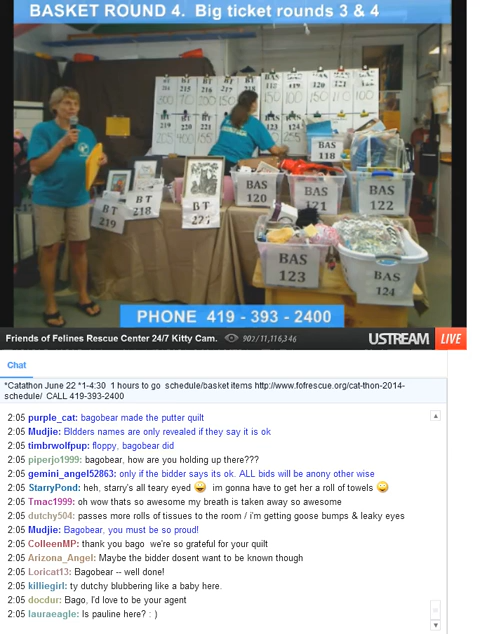 BASKET ROUND 4. Big ticket rounds 3 & 4
BAS
118
BT
219
BT
218
BT
BAS
120
BAS
121
BAS
122
BAS
123
BAS
124
PHONE 419 - 393 - 2400
Friends of Felines Rescue Center 24/7 Kitty Cam.
USTREAM LIVE
Chat
*Catathon June 22 *1-4:30 1 hours to go schedule/basket items http://www.fofrescue.org/cat-thon-2014-
schedule/ CALL 419-393-2400
2:05 purple_cat: bagobear made the putter quilt
2:05 Mudjie: BIdders names are only revealed if they say it is ok
2:05 timbrwolfpup: floppy, bagobear did
2:05 piperjo1999: bagobear, how are you holding up there???
2:05 gemini_angel52863: only if the bidder says its ok. ALL bids will be anony other wise
2:05 StarryPond: heh, starry's all teary eyed im gonna have to get her a roll of towels
2:05 Tmac1999: oh wow thats so awesome my breath is taken away so awesome
2:05 dutchy504: passes more rolls of tissues to the room / i'm getting goose bumps & leaky eyes
2:05 Mudjie: Bagobear, you must be so proud!
2:05 ColleenMP: thank you bago we're so grateful for your quilt
2:05 Arizona_Angel: Maybe the bidder dosent want to be known though
2:05 Loricat13: Bagobear -- well done!
2:05 killiegirl: ty dutchy blubbering like a baby here.
2:05 docdur: Bago, I'd love to be your agent
2:05 lauraeagle: Is pauline here? : )